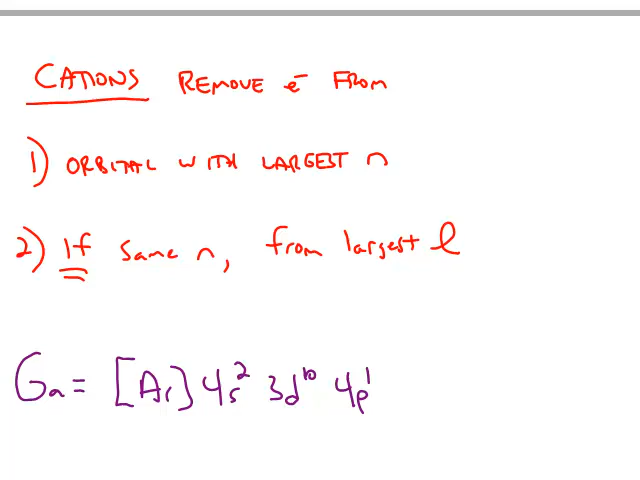 CATIONS REMOVE e⁻ FROM
1) ORBITAL WITH LARGEST n
2) If same n, from largest l
Ga = [Ar] 4s² 3d¹⁰ 4p¹